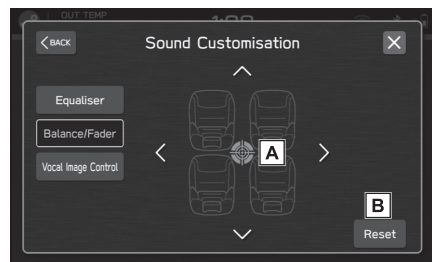 OUT TEMP
BACK
Sound Customisation
Equaliser
Balance/Fader
Vocal Image Control
A
B
Reset